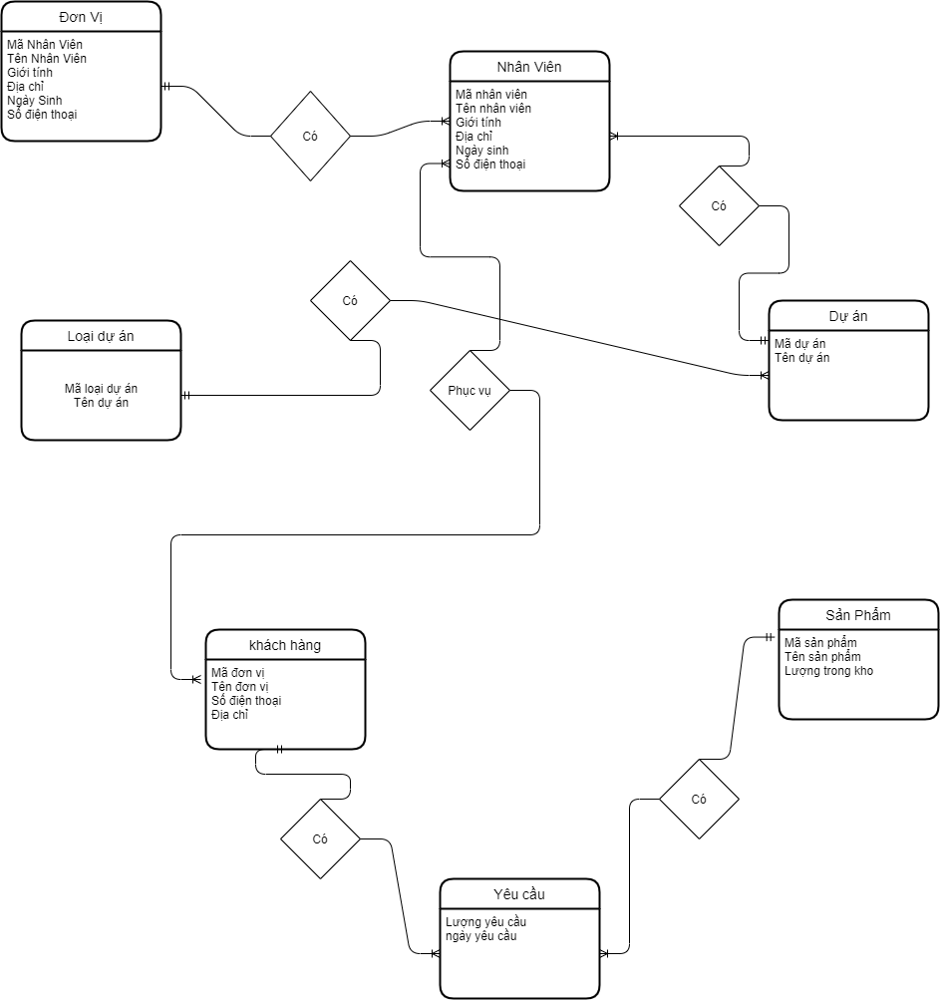 Đơn Vị
Mã Nhân Viên
Tên Nhân Viên
Giới tính
Địa chỉ
Ngày Sinh
Số điện thoại
Có
Nhân Viên
Mã nhân viên
Tên nhân viên
Giới tính
Địa chỉ
Ngày sinh
Số điện thoại
Có
Có
Loại dự án
Mã loại dự án
Tên dự án
Phục vụ
Dự án
Mã dự án
Tên dự án
khách hàng
Mã đơn vị
Tên đơn vị
Số điện thoại
Địa chỉ
Sản Phẩm
Mã sản phẩm
Tên sản phẩm
Lượng trong kho
Có
Có
Yêu cầu
Lượng yêu cầu
ngày yêu cầu